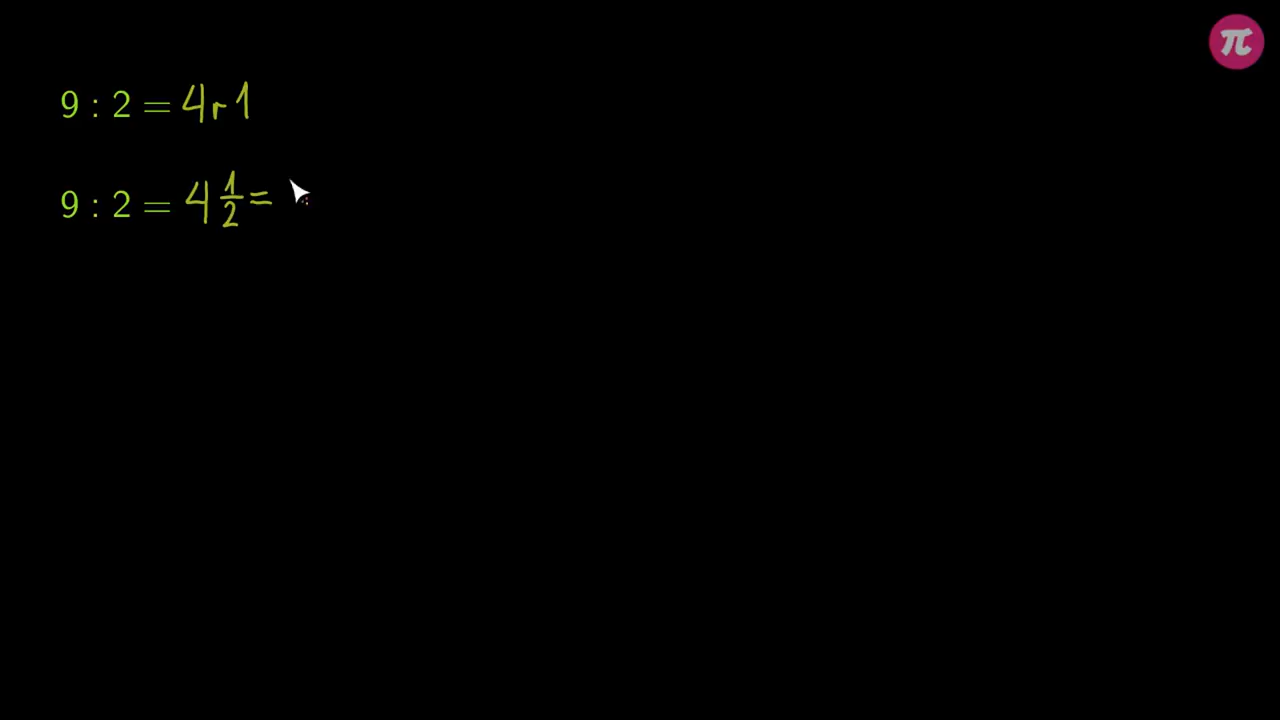 π
9 : 2 = 4 r 1
9 : 2 = 4 1/2 =